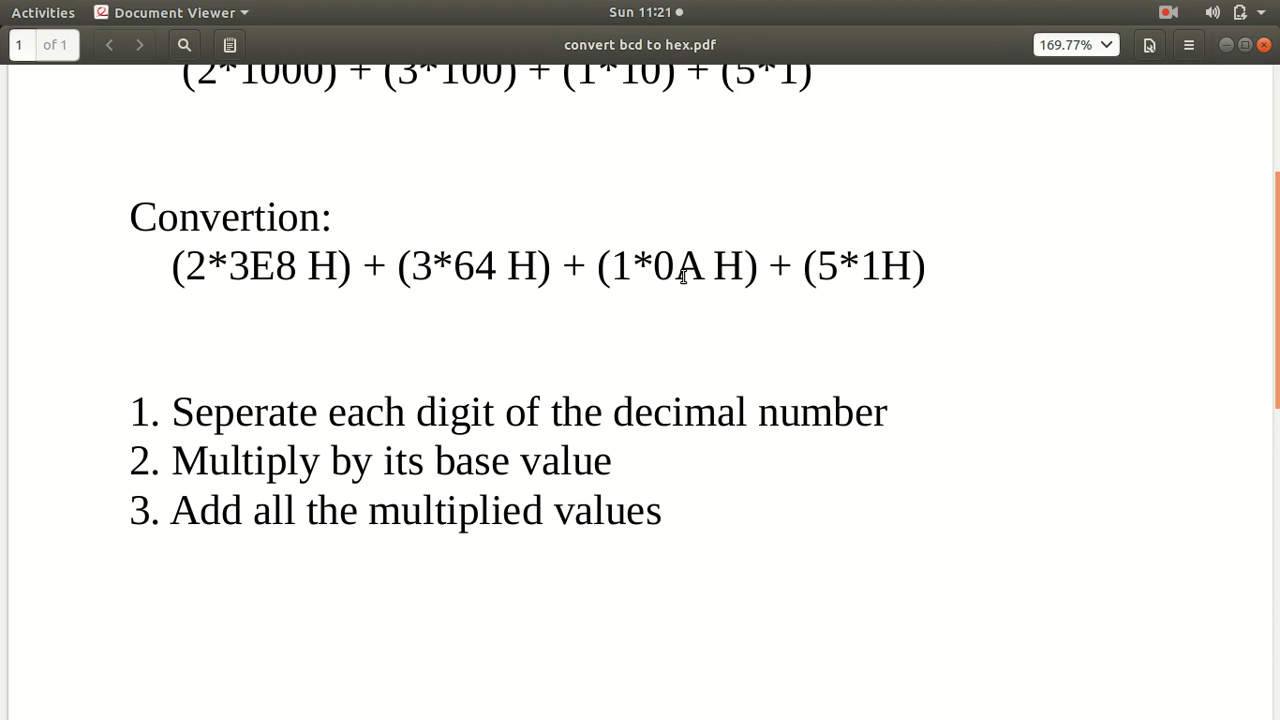 Activities Document Viewer Sun 11:21
1 of 1 convert bcd to hex.pdf 169.77%
(2*1000) + (3*100) + (1*10) + (5*1)
Convertion:
(2*3E8 H) + (3*64 H) + (1*0A H) + (5*1H)
1. Seperate each digit of the decimal number
2. Multiply by its base value
3. Add all the multiplied values